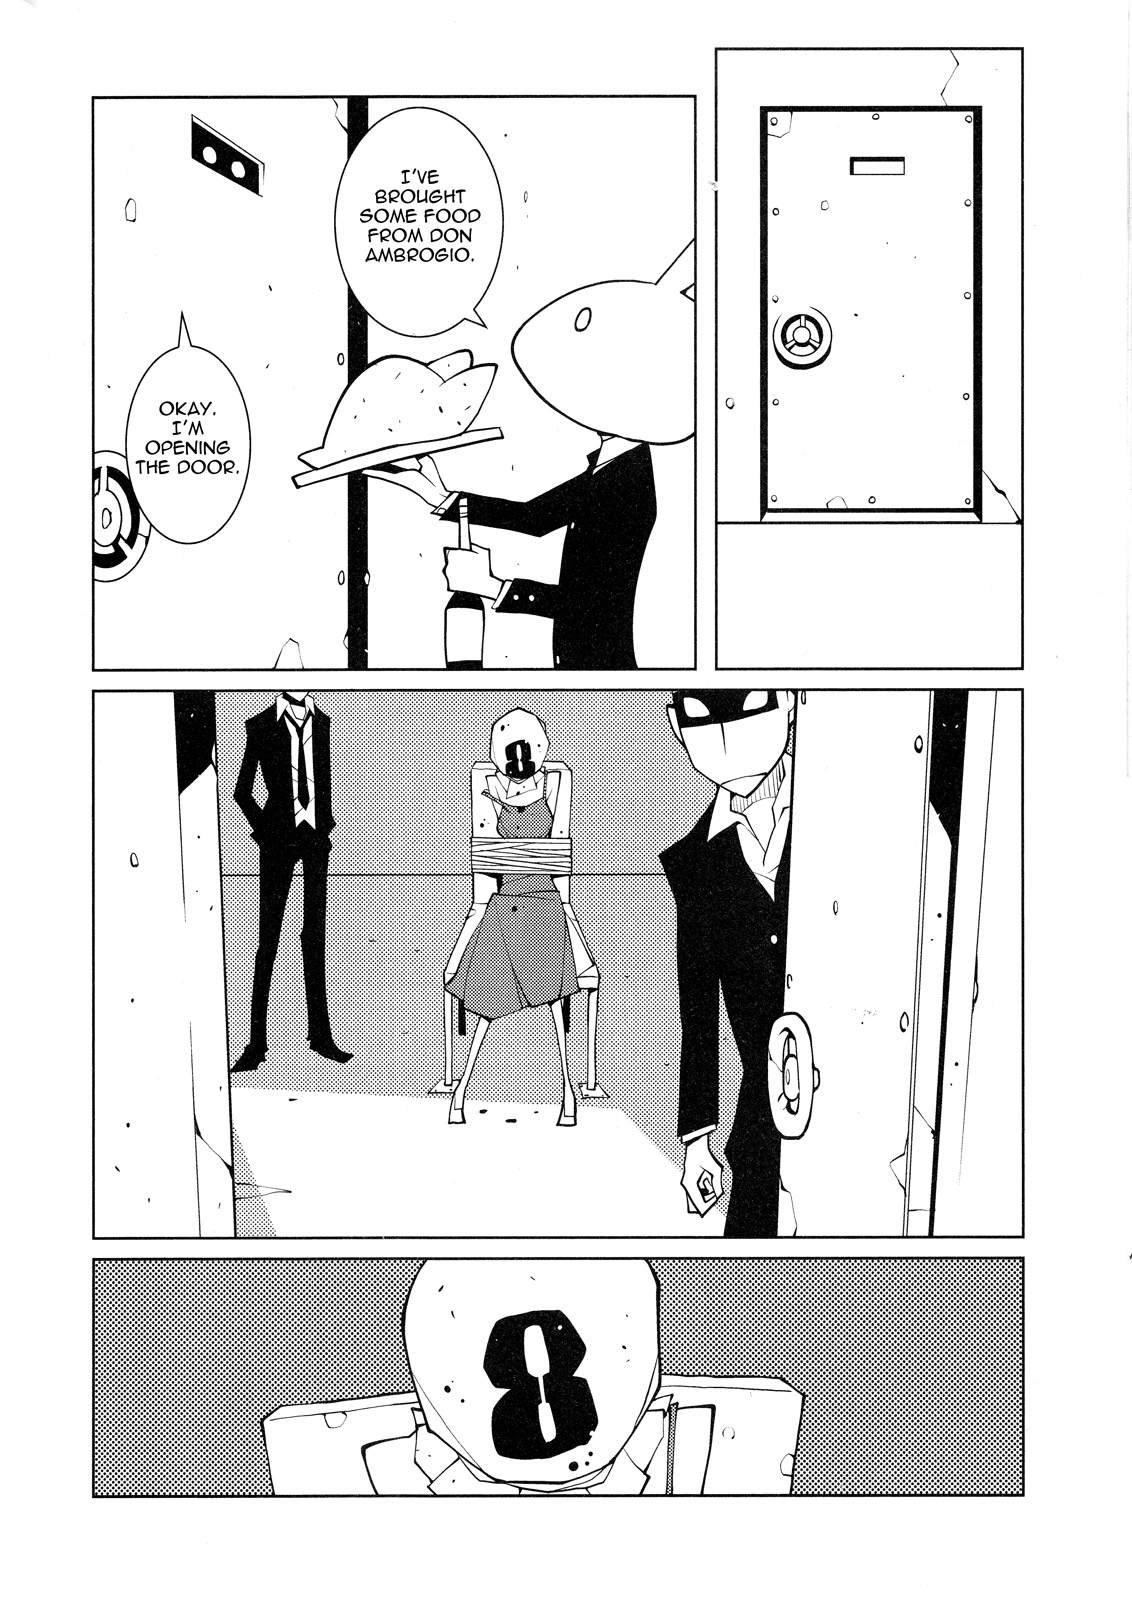 I'VE
BROUGHT
SOME FOOD
FROM DON
AMBROGIO.
OKAY.
I'M
OPENING
THE DOOR.
8
8